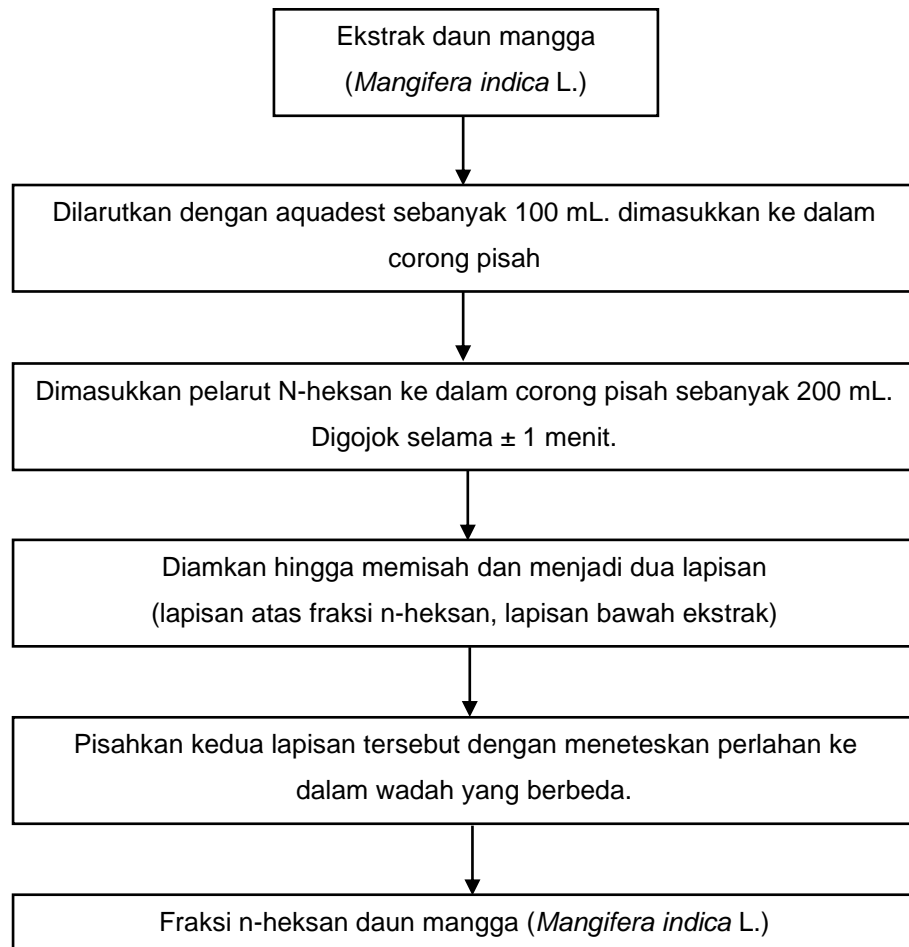 Ekstrak daun mangga
(Mangifera indica L.)
Dilarutkan dengan aquadest sebanyak 100 mL. dimasukkan ke dalam
corong pisah
Dimasukkan pelarut N-heksan ke dalam corong pisah sebanyak 200 mL.
Digojok selama ± 1 menit.
Diamkan hingga memisah dan menjadi dua lapisan
(lapisan atas fraksi n-heksan, lapisan bawah ekstrak)
Pisahkan kedua lapisan tersebut dengan meneteskan perlahan ke
dalam wadah yang berbeda.
Fraksi n-heksan daun mangga (Mangifera indica L.)